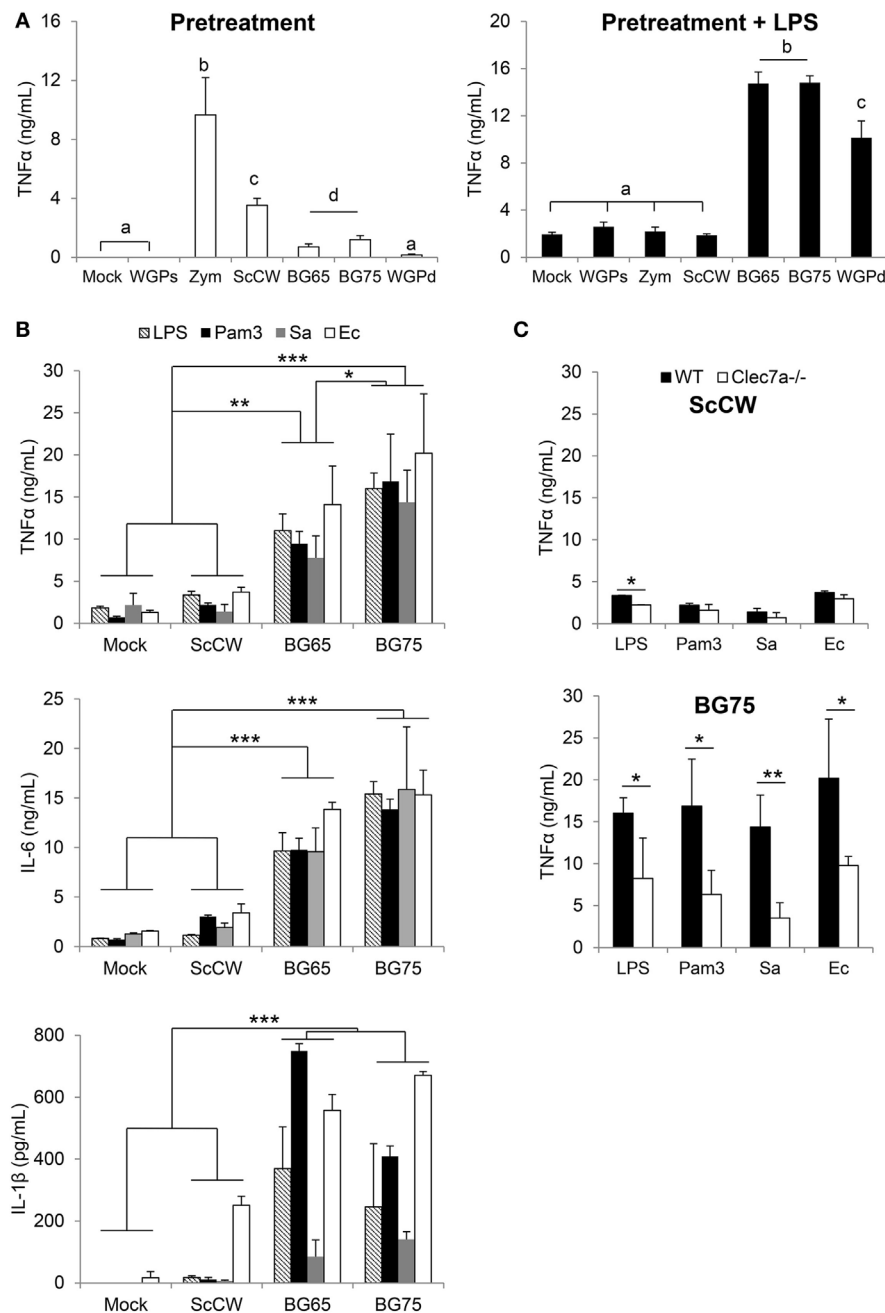 A
Pretreatment
TNFα (ng/mL)
16
12
8
4
0
a
b
c
d
a
Mock WGPs Zym ScCW BG65 BG75 WGPd
Pretreatment + LPS
TNFα (ng/mL)
20
16
12
8
4
0
a
b
c
Mock WGPs Zym ScCW BG65 BG75 WGPd
B
LPS Pam3 Sa Ec
TNFα (ng/mL)
30
25
20
15
10
5
0
***
*
**
Mock ScCW BG65 BG75
IL-6 (ng/mL)
25
20
15
10
5
0
***
***
Mock ScCW BG65 BG75
IL-1β (pg/mL)
800
600
400
200
0
***
Mock ScCW BG65 BG75
C
WT Clec7a-/-
ScCW
TNFα (ng/mL)
30
25
20
15
10
5
0
*
LPS Pam3 Sa Ec
BG75
TNFα (ng/mL)
30
25
20
15
10
5
0
*
*
**
*
LPS Pam3 Sa Ec